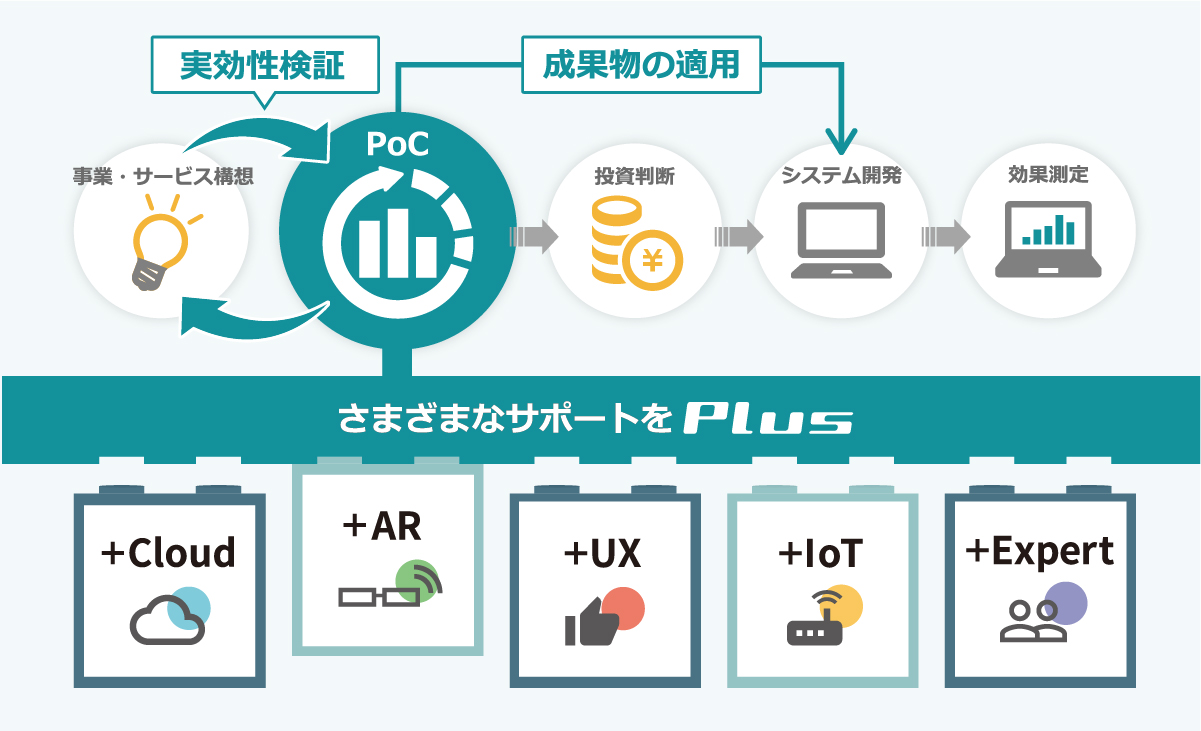 実効性検証
成果物の適用
事業・サービス構想
PoC
投資判断
システム開発
効果測定
¥
さまざまなサポートをPlus
+Cloud
+AR
+UX
+IoT
+Expert